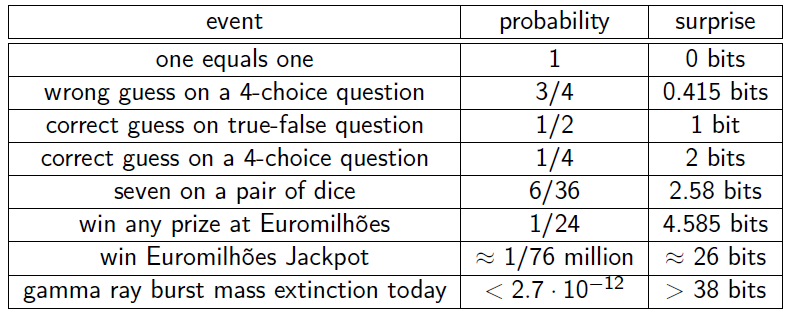 event probability surprise
one equals one 1 0 bits
wrong guess on a 4-choice question 3/4 0.415 bits
correct guess on true-false question 1/2 1 bit
correct guess on a 4-choice question 1/4 2 bits
seven on a pair of dice 6/36 2.58 bits
win any prize at Euromilhões 1/24 4.585 bits
win Euromilhões Jackpot ≈ 1/76 million ≈ 26 bits
gamma ray burst mass extinction today < 2.7 · 10⁻¹² > 38 bits